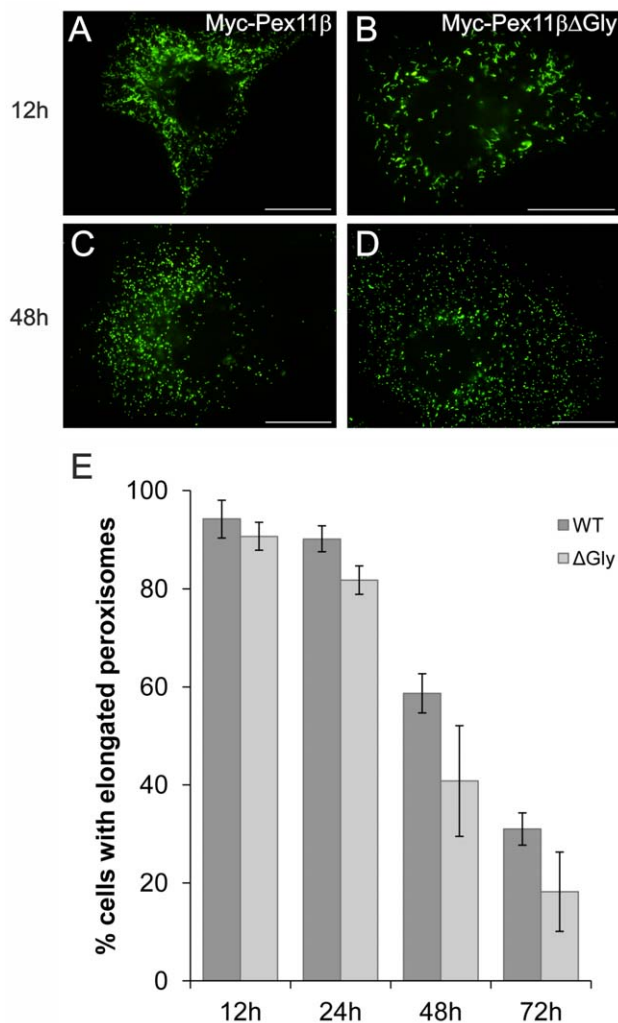 A Myc-Pex11β
B Myc-Pex11βΔGly
12h
C
D
48h
E
100
80
60
40
20
0
% cells with elongated peroxisomes
WT
ΔGly
12h 24h 48h 72h